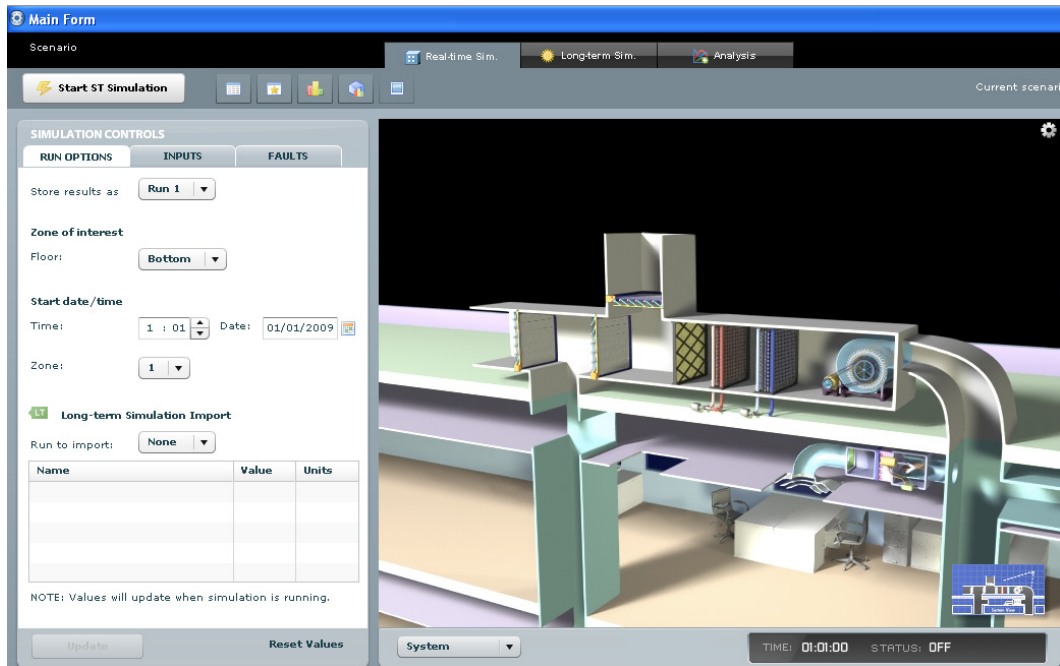 Main Form
Scenario
Real-time Sim.
Long-term Sim.
Analysis
Start ST Simulation
Current scenari
SIMULATION CONTROLS
RUN OPTIONS
INPUTS
FAULTS
Store results as
Run 1
Zone of interest
Floor:
Bottom
Start date/time
Time:
1 : 01
Date:
01/01/2009
Zone:
1
LT
Long-term Simulation Import
Run to import:
None
Name
Value
Units
NOTE: Values will update when simulation is running.
Update
Reset Values
System
System View
TIME: 01:01:00
STATUS: OFF